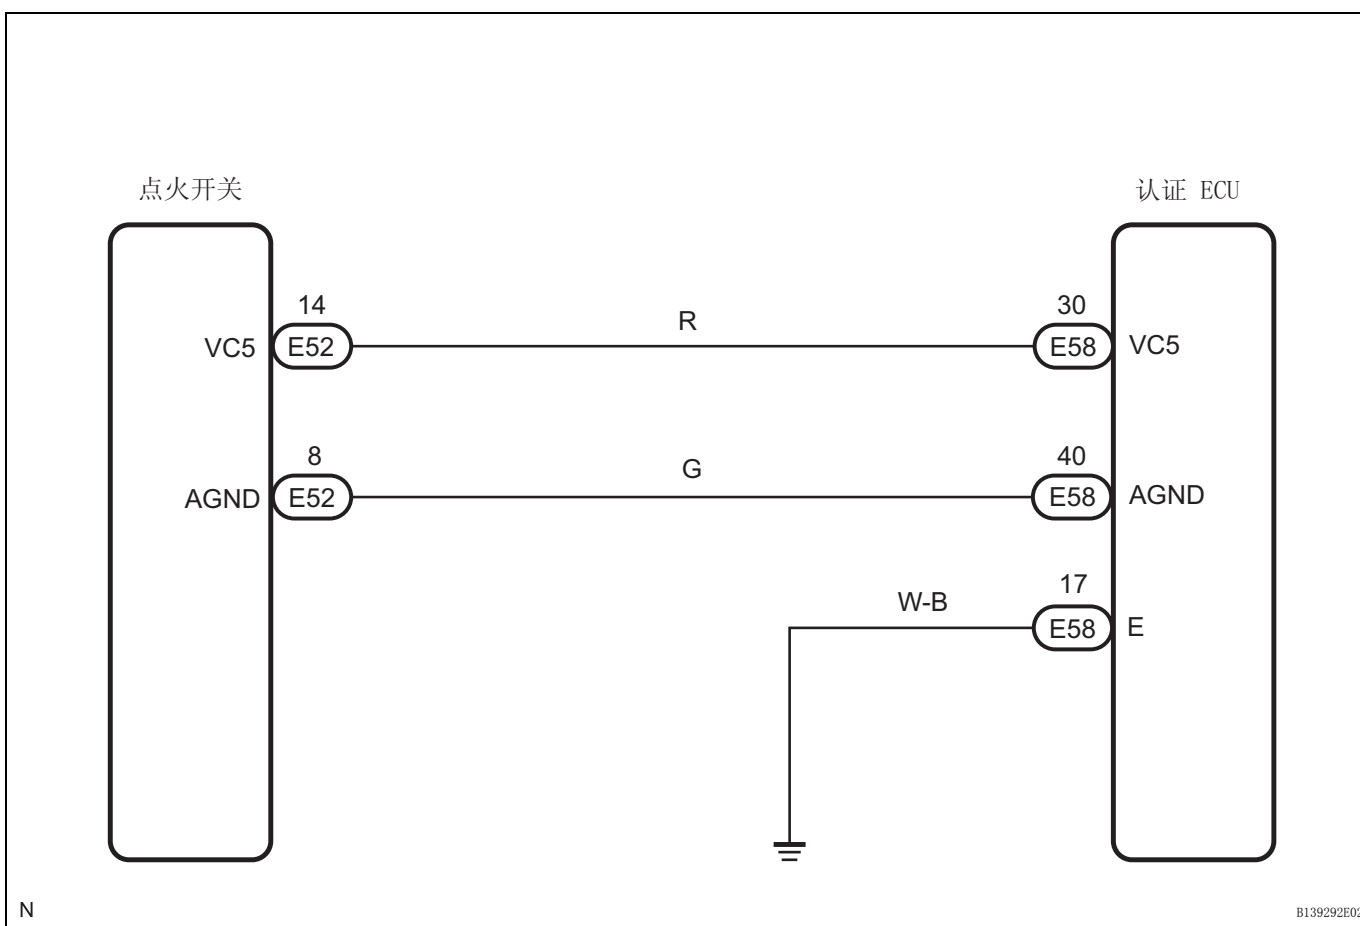 点火开关
认证 ECU
14
30
R
VC5
E52
E58
VC5
8
40
G
AGND
E52
E58
AGND
17
W-B
E58
E
N
B139292E02